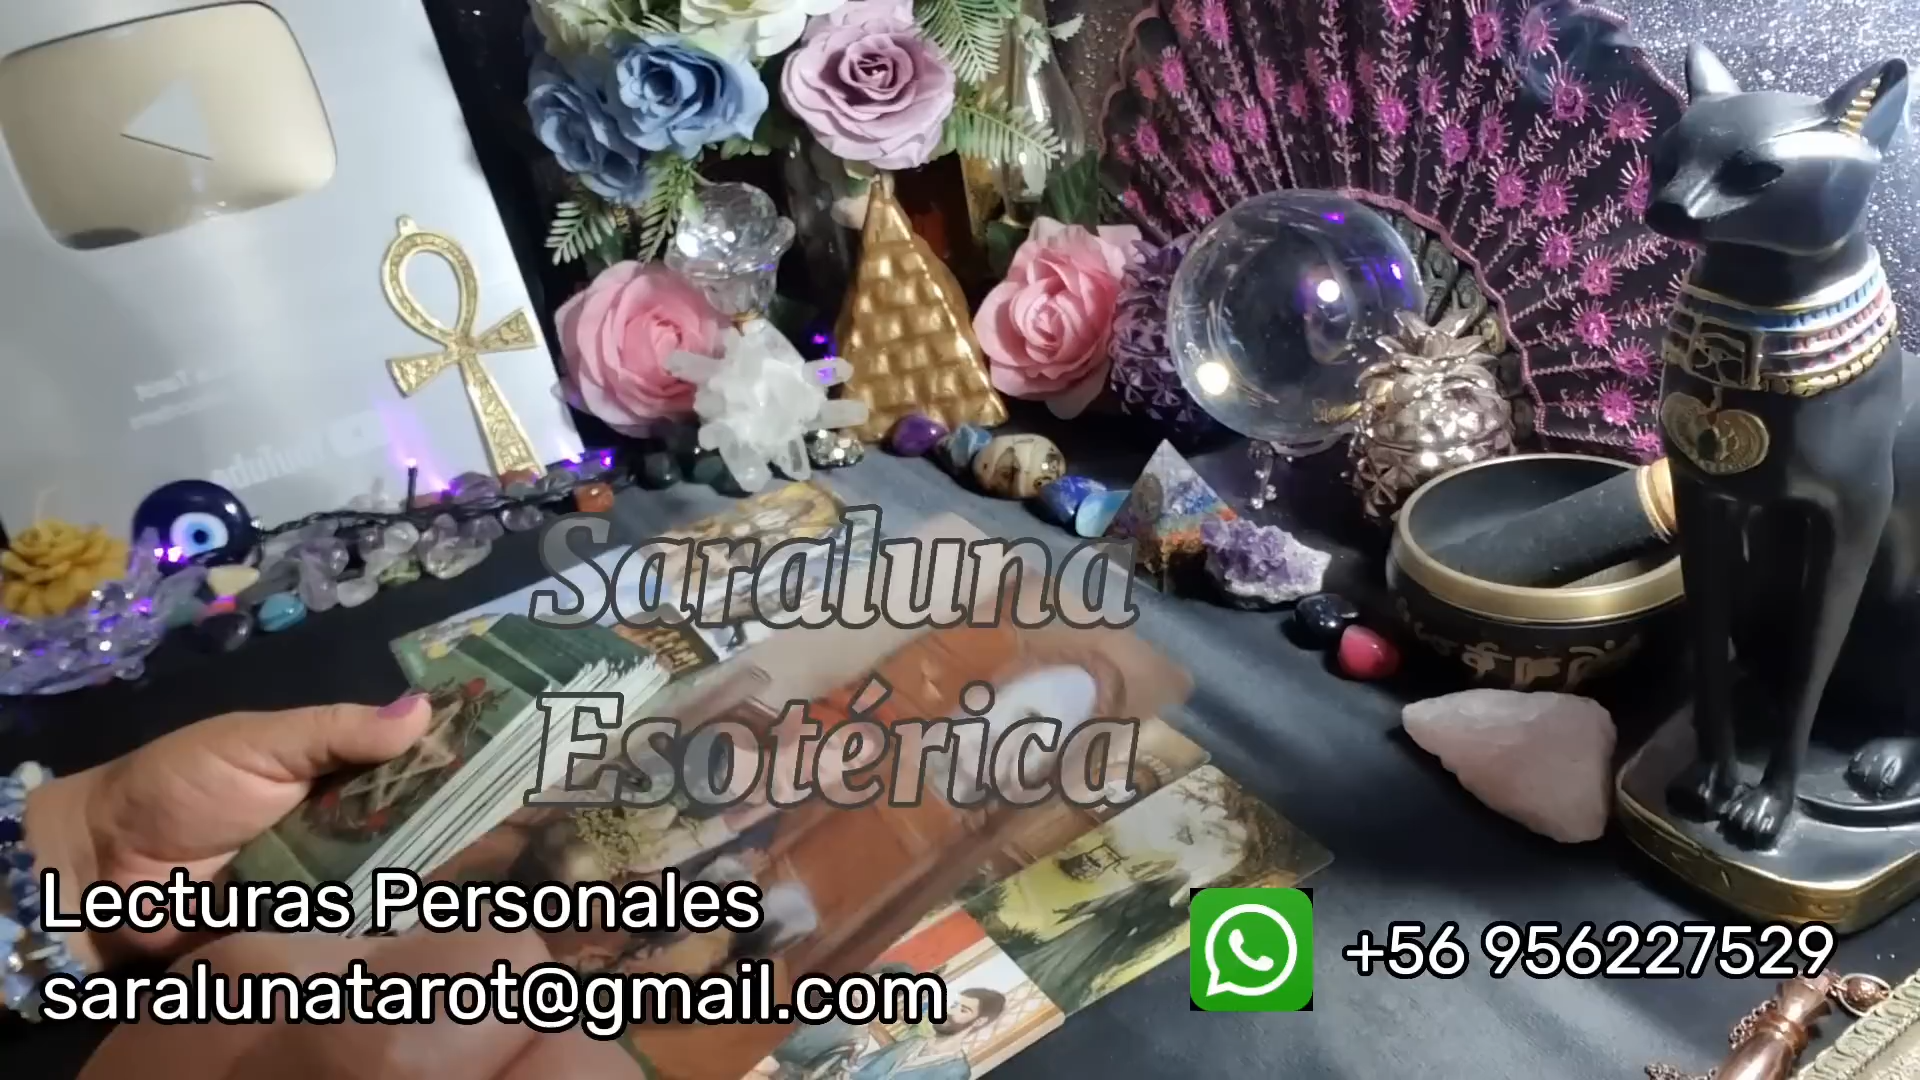 Saraluna
Esotérica
Lecturas Personales
saralunatarot@gmail.com
+56 956227529